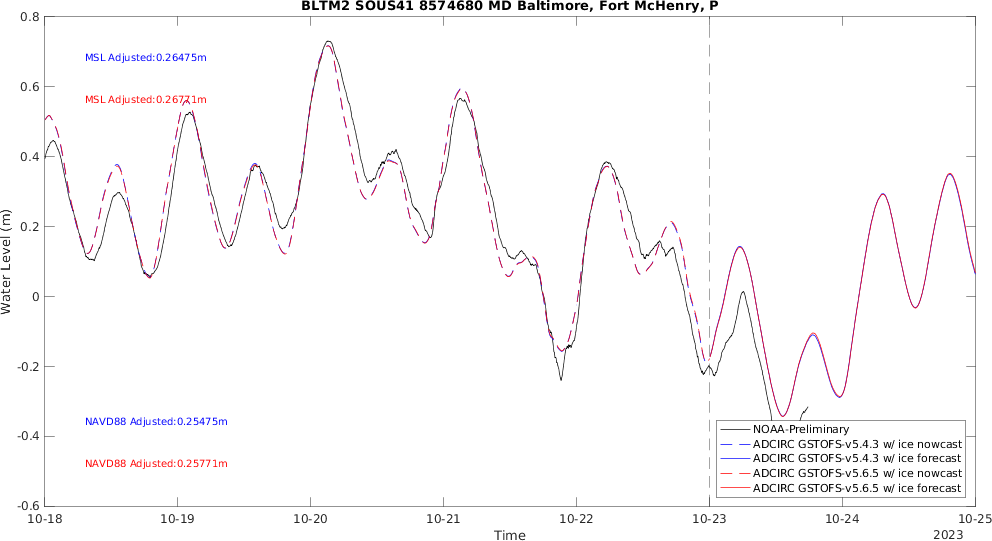 BLTM2 SOUS41 8574680 MD Baltimore, Fort McHenry, P
0.8
0.6
0.4
0.2
0
-0.2
-0.4
-0.6
Water Level (m)
MSL Adjusted:0.26475m
MSL Adjusted:0.26771m
NAVD88 Adjusted:0.25475m
NAVD88 Adjusted:0.25771m
NOAA-Preliminary
ADCIRC GSTOFS-v5.4.3 w/ ice nowcast
ADCIRC GSTOFS-v5.4.3 w/ ice forecast
ADCIRC GSTOFS-v5.6.5 w/ ice nowcast
ADCIRC GSTOFS-v5.6.5 w/ ice forecast
10-18 10-19 10-20 10-21 10-22 10-23 10-24 10-25
Time
2023